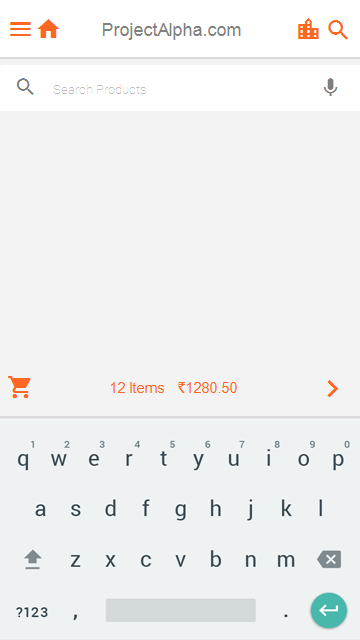 ProjectAlpha.com
Search Products
12 Items ₹1280.50
1 2 3 4 5 6 7 8 9 0
q w e r t y u i o p
a s d f g h j k l
z x c v b n m
?123 , .